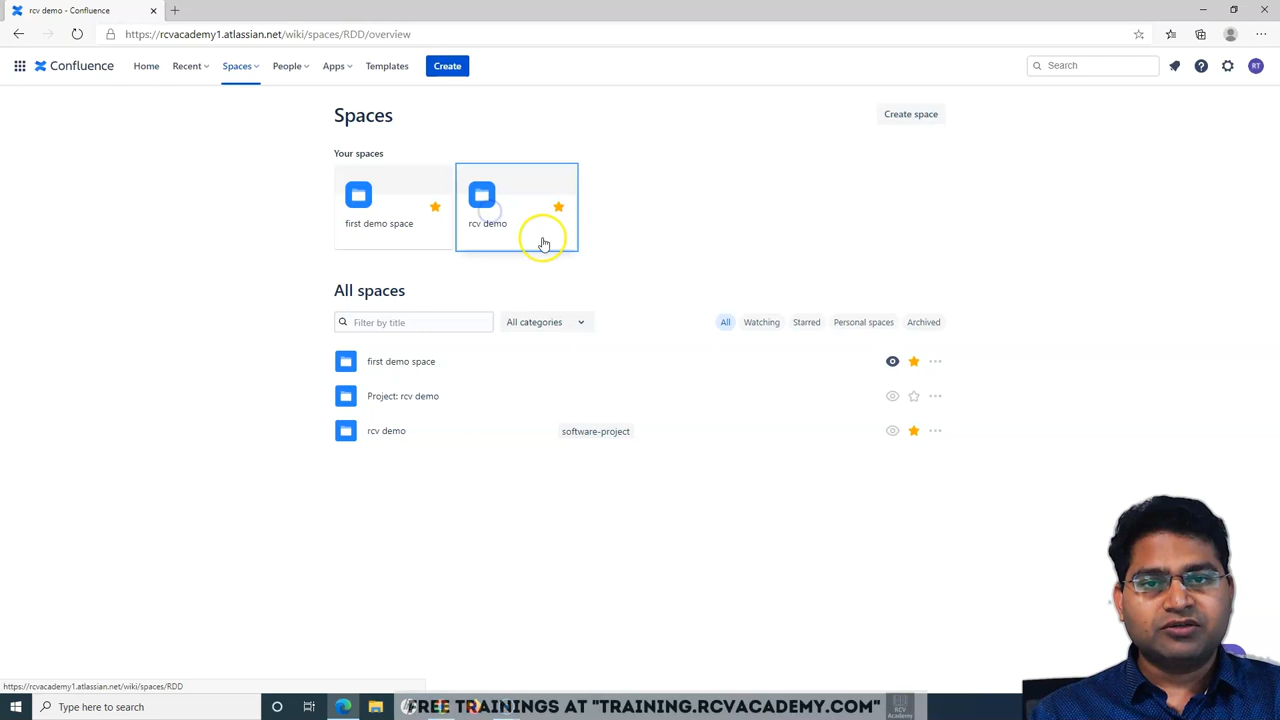 rcv demo - Confluence
https://rcvacademy1.atlassian.net/wiki/spaces/RDD/overview
Confluence Home Recent Spaces People Apps Templates Create Search RT
Spaces
Create space
Your spaces
first demo space
rcv demo
All spaces
Filter by title
All categories
All Watching Starred Personal spaces Archived
first demo space
Project: rcv demo
rcv demo software-project
https://rcvacademy1.atlassian.net/wiki/spaces/RDD
Type here to search
FREE TRAININGS AT "TRAINING.RCVACADEMY.COM"
RCV
Academy